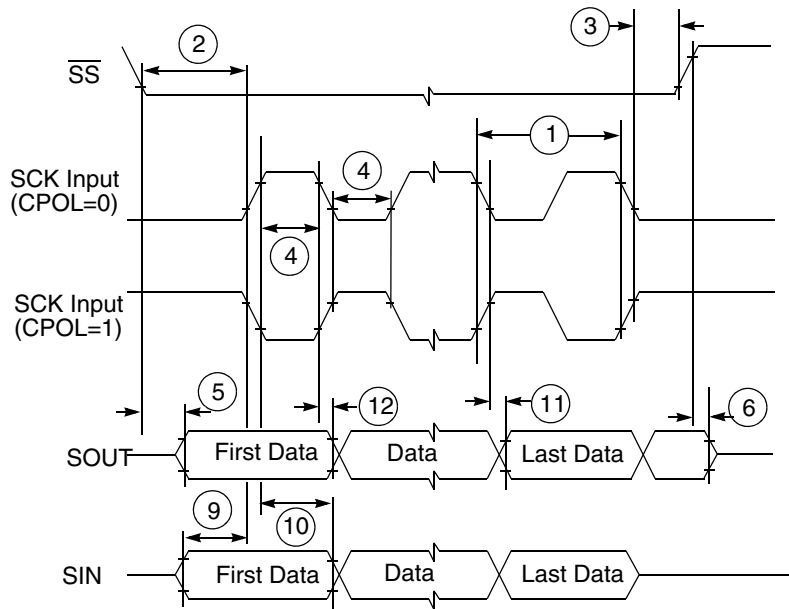 2
3
SS
1
SCK Input
(CPOL=0)
4
4
SCK Input
(CPOL=1)
5
12
11
6
SOUT
First Data
Data
Last Data
9
10
SIN
First Data
Data
Last Data